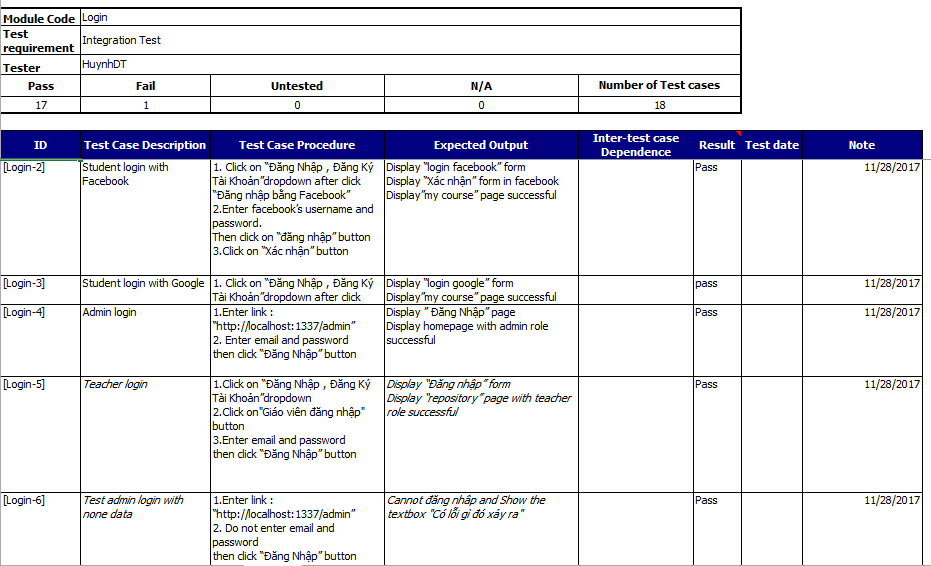 Module Code Login
Test requirement Integration Test
Tester HuynhDT
Pass Fail Untested N/A Number of Test cases
17 1 0 0 18
ID Test Case Description Test Case Procedure Expected Output Inter-test case Dependence Result Test date Note
[Login-2]
Student login with
Facebook
1. Click on “Đăng Nhập , Đăng Ký
Tài Khoản”dropdown after click
“Đăng nhập bằng Facebook”
2.Enter facebook’s username and
password.
Then click on “đăng nhập” button
3.Click on “Xác nhận” button
Display “login facebook” form
Display “Xác nhận” form in facebook
Display”my course” page successful
Pass
11/28/2017
[Login-3]
Student login with Google
1. Click on “Đăng Nhập , Đăng Ký
Tài Khoản”dropdown after click
Display “login google” form
Display”my course” page successful
pass
11/28/2017
[Login-4]
Admin login
1.Enter link :
“http://localhost:1337/admin”
2. Enter email and password
then click “Đăng Nhập” button
Display ” Đăng Nhập” page
Display homepage with admin role
successful
Pass
11/28/2017
[Login-5]
Teacher login
1.Click on “Đăng Nhập , Đăng Ký
Tài Khoản”dropdown
2.Click on"Giáo viên đăng nhập"
button
3.Enter email and password
then click “Đăng Nhập” button
Display “Đăng nhập” form
Display “repository” page with teacher
role successful
Pass
11/28/2017
[Login-6]
Test admin login with
none data
1.Enter link :
“http://localhost:1337/admin”
2. Do not enter email and
password
then click “Đăng Nhập” button
Cannot đăng nhập and Show the
textbox "Có lỗi gì đó xảy ra"
Pass
11/28/2017